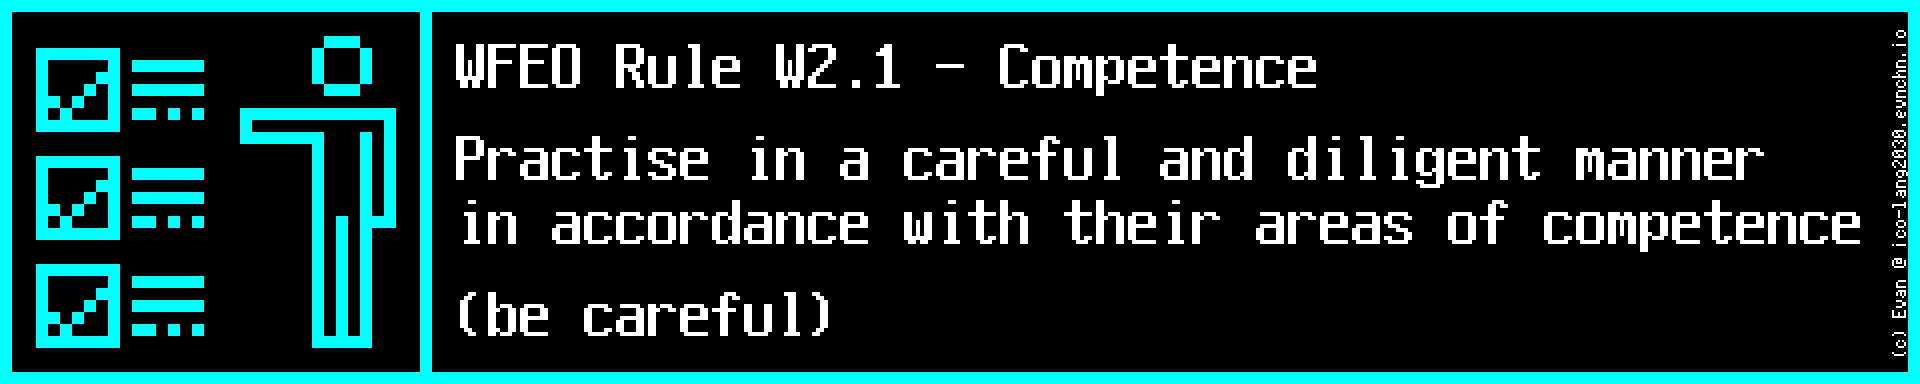 WFEO Rule W2.1 - Competence
Practise in a careful and diligent manner
in accordance with their areas of competence
(be careful)
(c) Evan @ ico-lang2030.evnchn.io